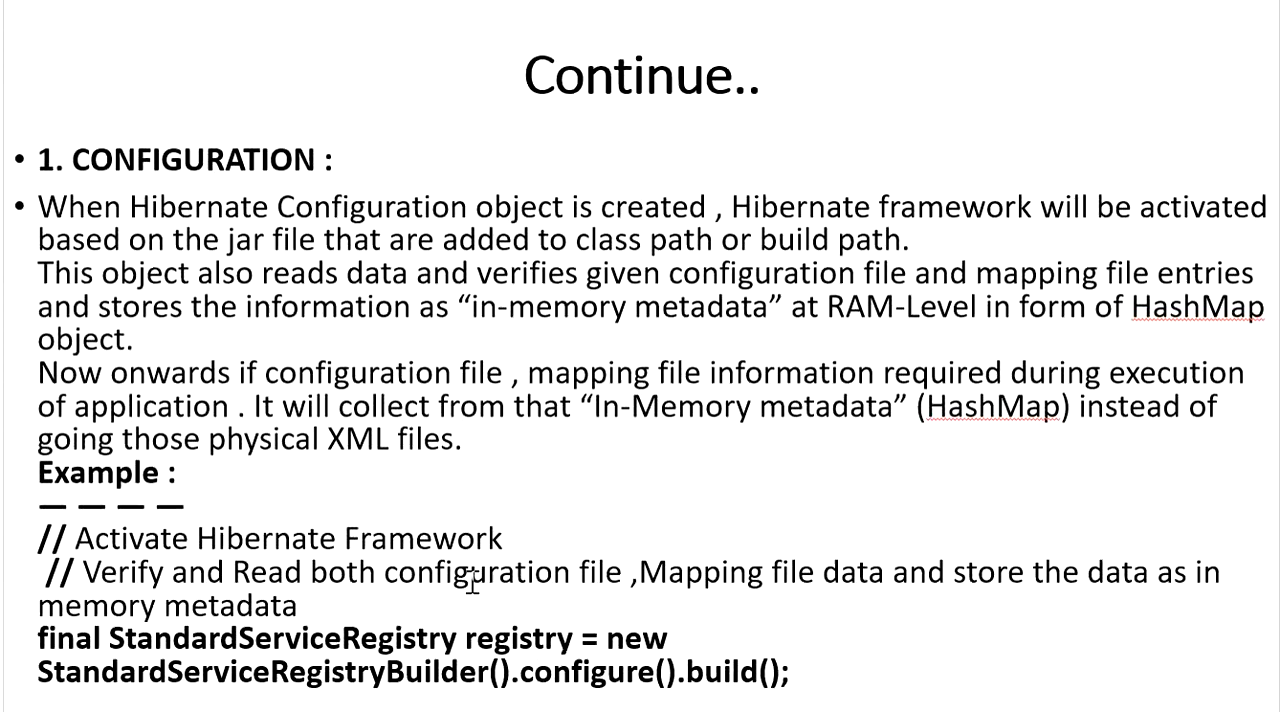 Continue..
• 1. CONFIGURATION :
• When Hibernate Configuration object is created , Hibernate framework will be activated
based on the jar file that are added to class path or build path.
This object also reads data and verifies given configuration file and mapping file entries
and stores the information as “in-memory metadata” at RAM-Level in form of HashMap
object.
Now onwards if configuration file , mapping file information required during execution
of application . It will collect from that “In-Memory metadata” (HashMap) instead of
going those physical XML files.
Example :
— — — —
// Activate Hibernate Framework
// Verify and Read both configuration file ,Mapping file data and store the data as in
memory metadata
final StandardServiceRegistry registry = new
StandardServiceRegistryBuilder().configure().build();